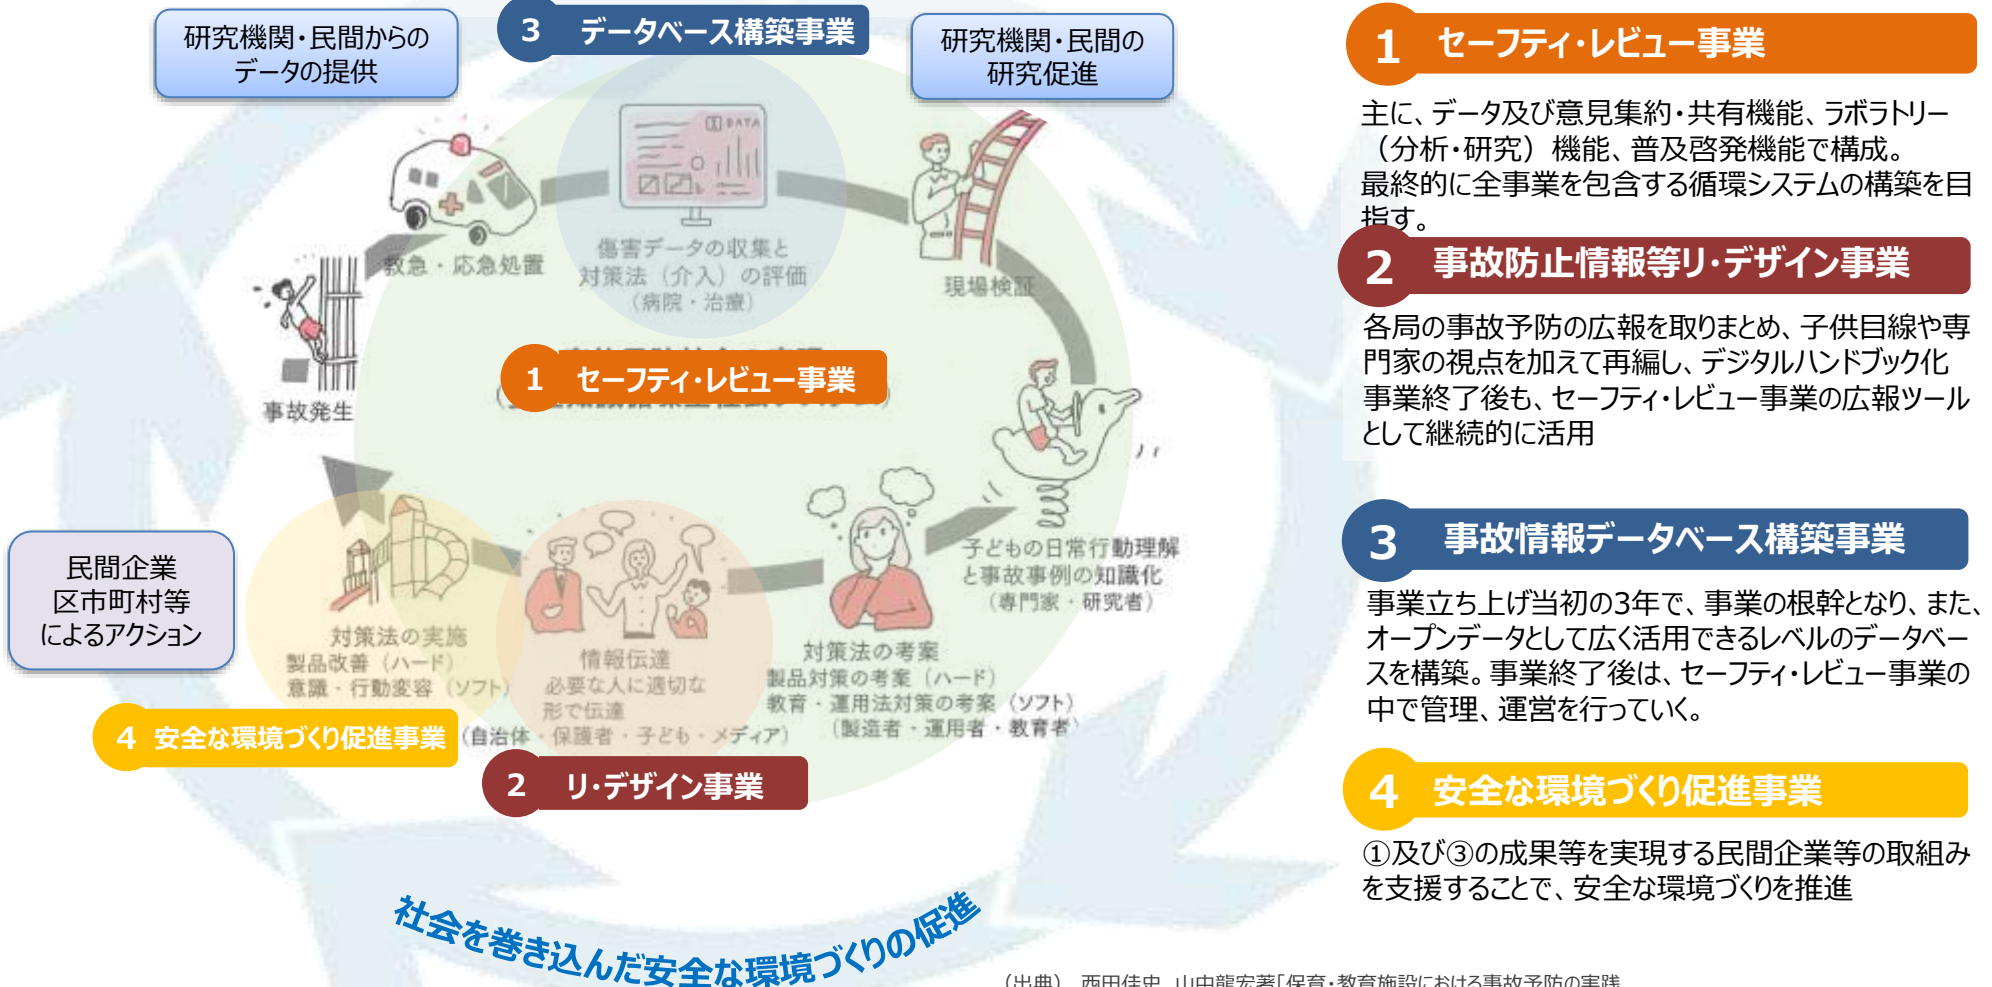 研究機関・民間からの
データの提供
3 データベース構築事業
研究機関・民間の
研究促進
DATA
救急・応急処置
傷害データの収集と
対策法（介入）の評価
（病院・治療）
現場検証
事故発生
1 セーフティ・レビュー事業
子どもの日常行動理解
と事故事例の知識化
（専門家・研究者）
民間企業
区市町村等
によるアクション
対策法の実施
製品改善（ハード）
意識・行動変容（ソフト）
情報伝達
必要な人に適切な
形で伝達
（自治体・保護者・子ども・メディア）
対策法の考案
製品対策の考案（ハード）
教育・運用法対策の考案（ソフト）
（製造者・運用者・教育者）
4 安全な環境づくり促進事業
2 リ・デザイン事業
社会を巻き込んだ安全な環境づくりの促進
1 セーフティ・レビュー事業
主に、データ及び意見集約・共有機能、ラボラトリー
（分析・研究）機能、普及啓発機能で構成。
最終的に全事業を包含する循環システムの構築を目
指す。
2 事故防止情報等リ・デザイン事業
各局の事故予防の広報を取りまとめ、子供目線や専
門家の視点を加えて再編し、デジタルハンドブック化
事業終了後も、セーフティ・レビュー事業の広報ツール
として継続的に活用
3 事故情報データベース構築事業
事業立ち上げ当初の3年で、事業の根幹となり、また、
オープンデータとして広く活用できるレベルのデータベー
スを構築。事業終了後は、セーフティ・レビュー事業の
中で管理、運営を行っていく。
4 安全な環境づくり促進事業
①及び③の成果等を実現する民間企業等の取組み
を支援することで、安全な環境づくりを推進
（出典） 西田佳史、山中龍宏著「保育・教育施設における事故予防の実践